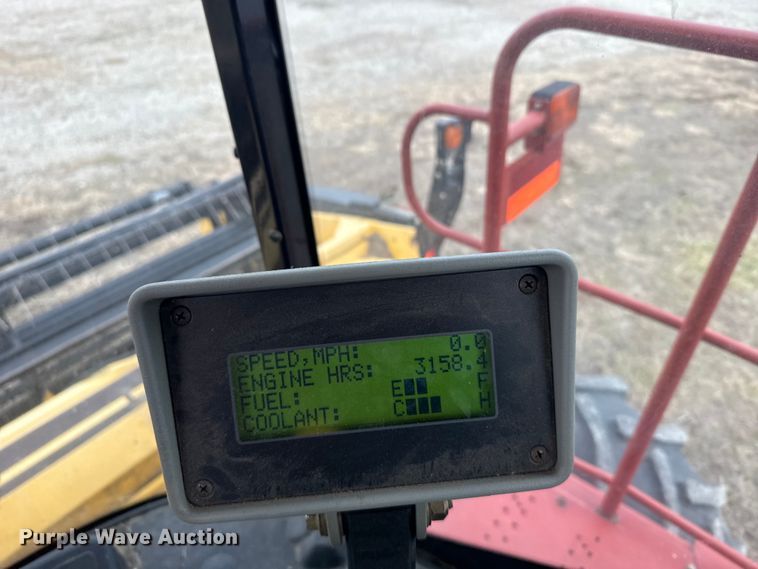 SPEED,MPH: 0.0
ENGINE HRS: 3158.4
FUEL: E F
COOLANT: C H
Purple Wave Auction